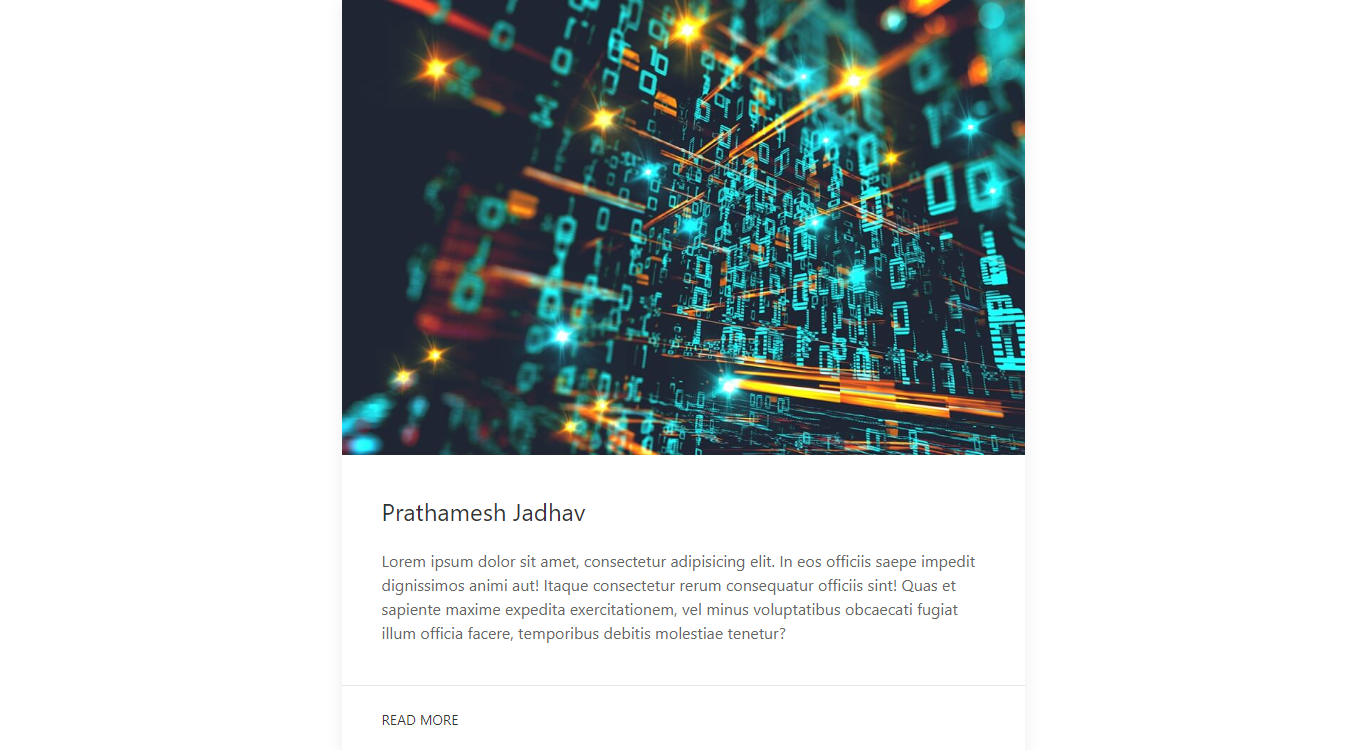 Prathamesh Jadhav
Lorem ipsum dolor sit amet, consectetur adipisicing elit. In eos officiis saepe impedit
dignissimos animi aut! Itaque consectetur rerum consequatur officiis sint! Quas et
sapiente maxime expedita exercitationem, vel minus voluptatibus obcaecati fugiat
illum officia facere, temporibus debitis molestiae tenetur?
READ MORE